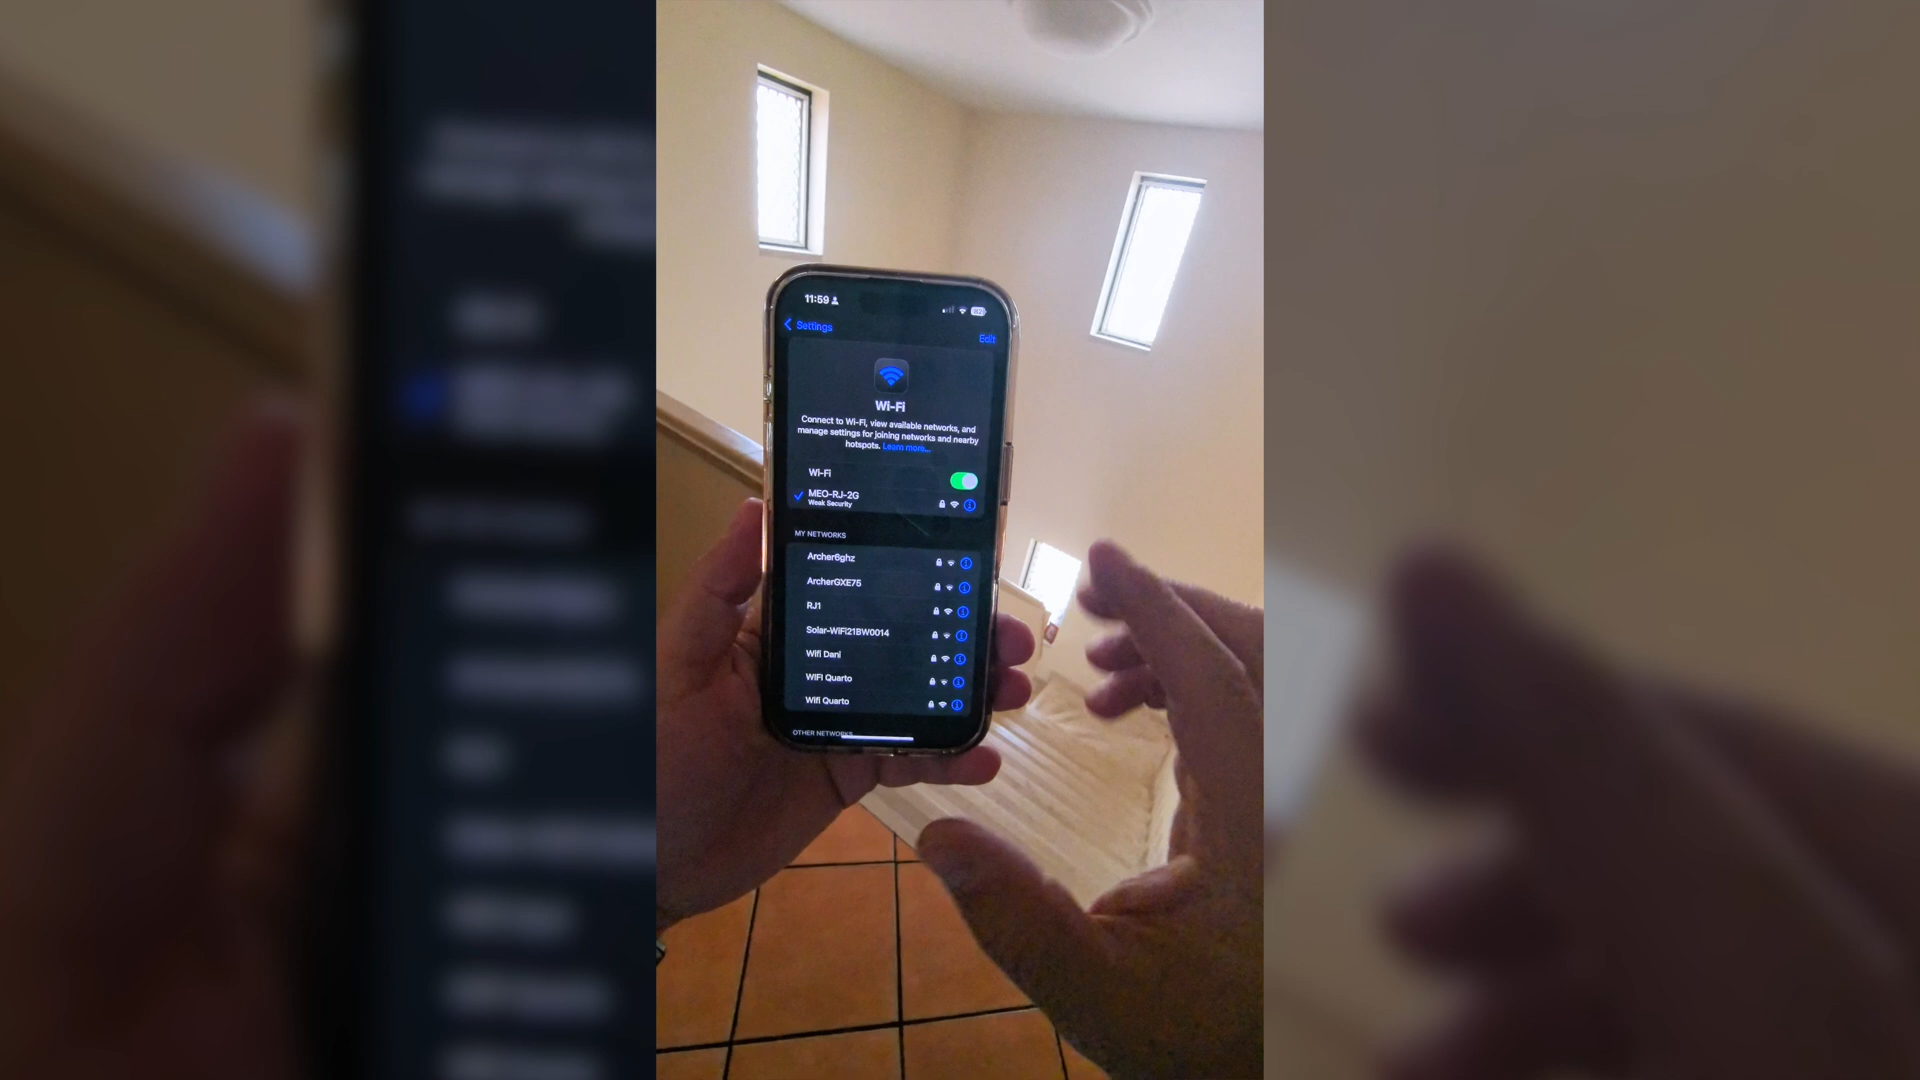 11:59
Settings
Edit
Wi-Fi
Connect to Wi-Fi, view available networks, and
manage settings for joining networks and nearby
hotspots. Learn more...
Wi-Fi
MEO-RJ-2G
Weak Security
MY NETWORKS
Archer6ghz
ArcherGXE75
RJ1
Solar-WiFi21BW0014
Wifi Dani
WIFI Quarto
Wifi Quarto
OTHER NETWORKS